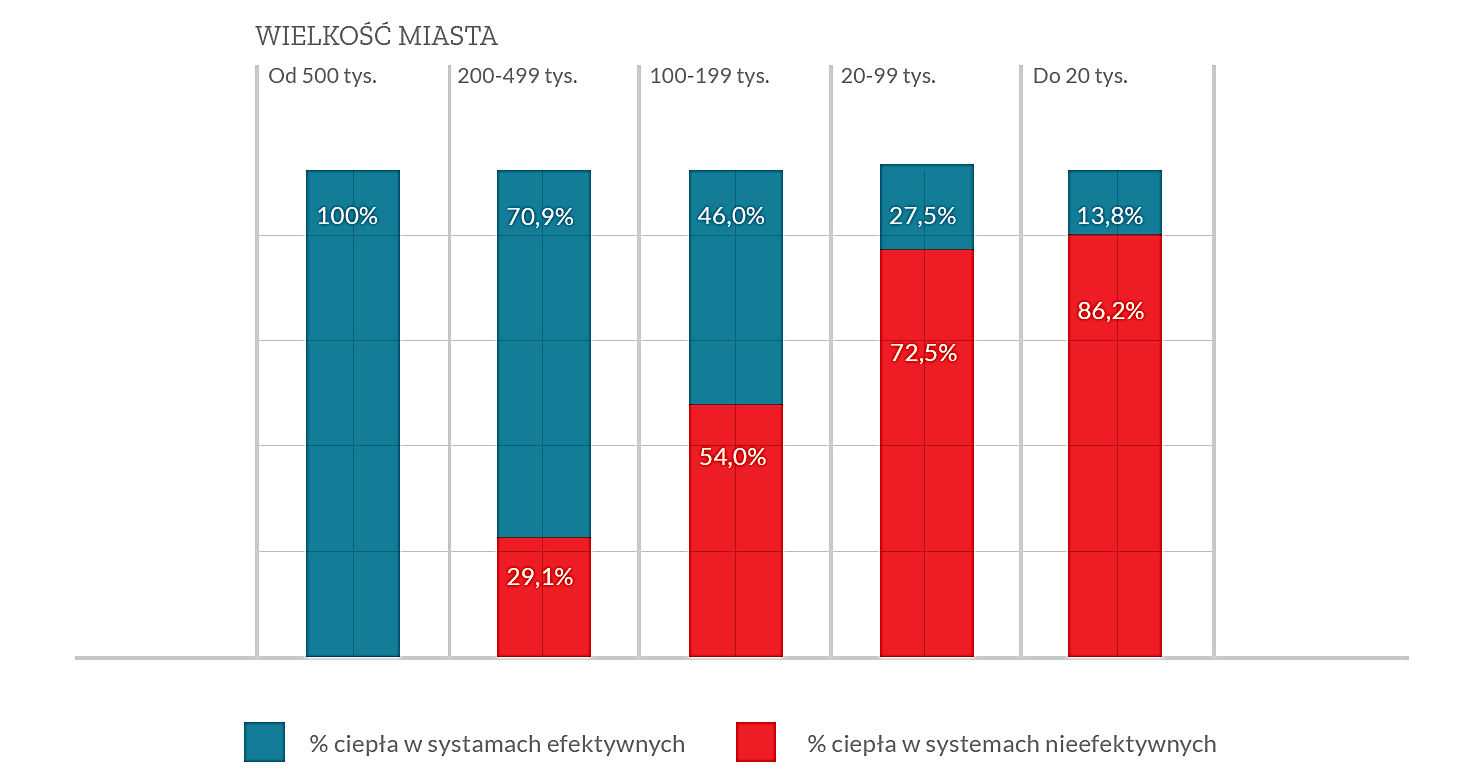 WIELKOŚĆ MIASTA
Od 500 tys. 200-499 tys. 100-199 tys. 20-99 tys. Do 20 tys.
100% 70,9% 46,0% 27,5% 13,8%
86,2%
72,5%
54,0%
29,1%
% ciepła w systamach efektywnych % ciepła w systemach nieefektywnych